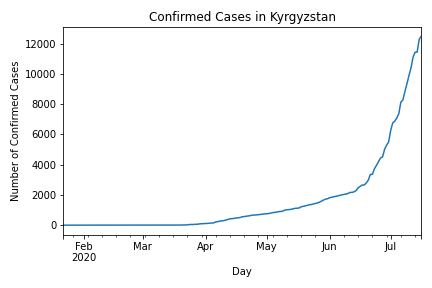 Confirmed Cases in Kyrgyzstan
Number of Confirmed Cases
12000
10000
8000
6000
4000
2000
0
Feb Mar Apr May Jun Jul
2020
Day